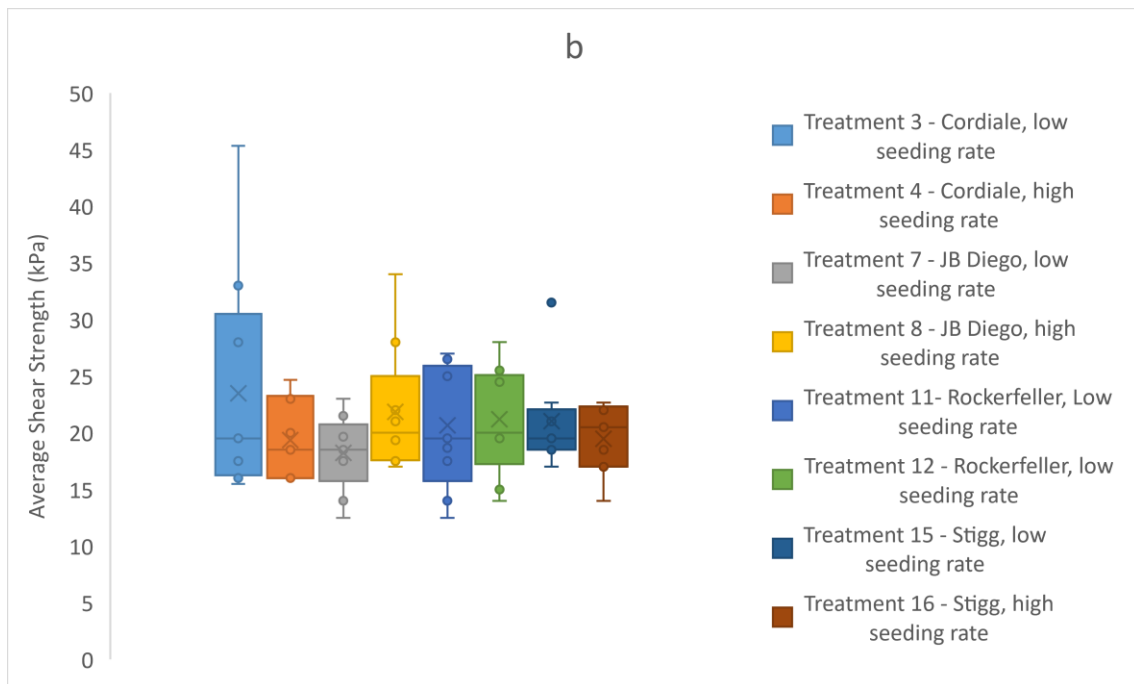 b
50
45
40
35
30
25
20
15
10
5
0
Average Shear Strength (kPa)
Treatment 3 - Cordiale, low
seeding rate
Treatment 4 - Cordiale, high
seeding rate
Treatment 7 - JB Diego, low
seeding rate
Treatment 8 - JB Diego, high
seeding rate
Treatment 11- Rockerfeller, Low
seeding rate
Treatment 12 - Rockerfeller, low
seeding rate
Treatment 15 - Stigg, low
seeding rate
Treatment 16 - Stigg, high
seeding rate